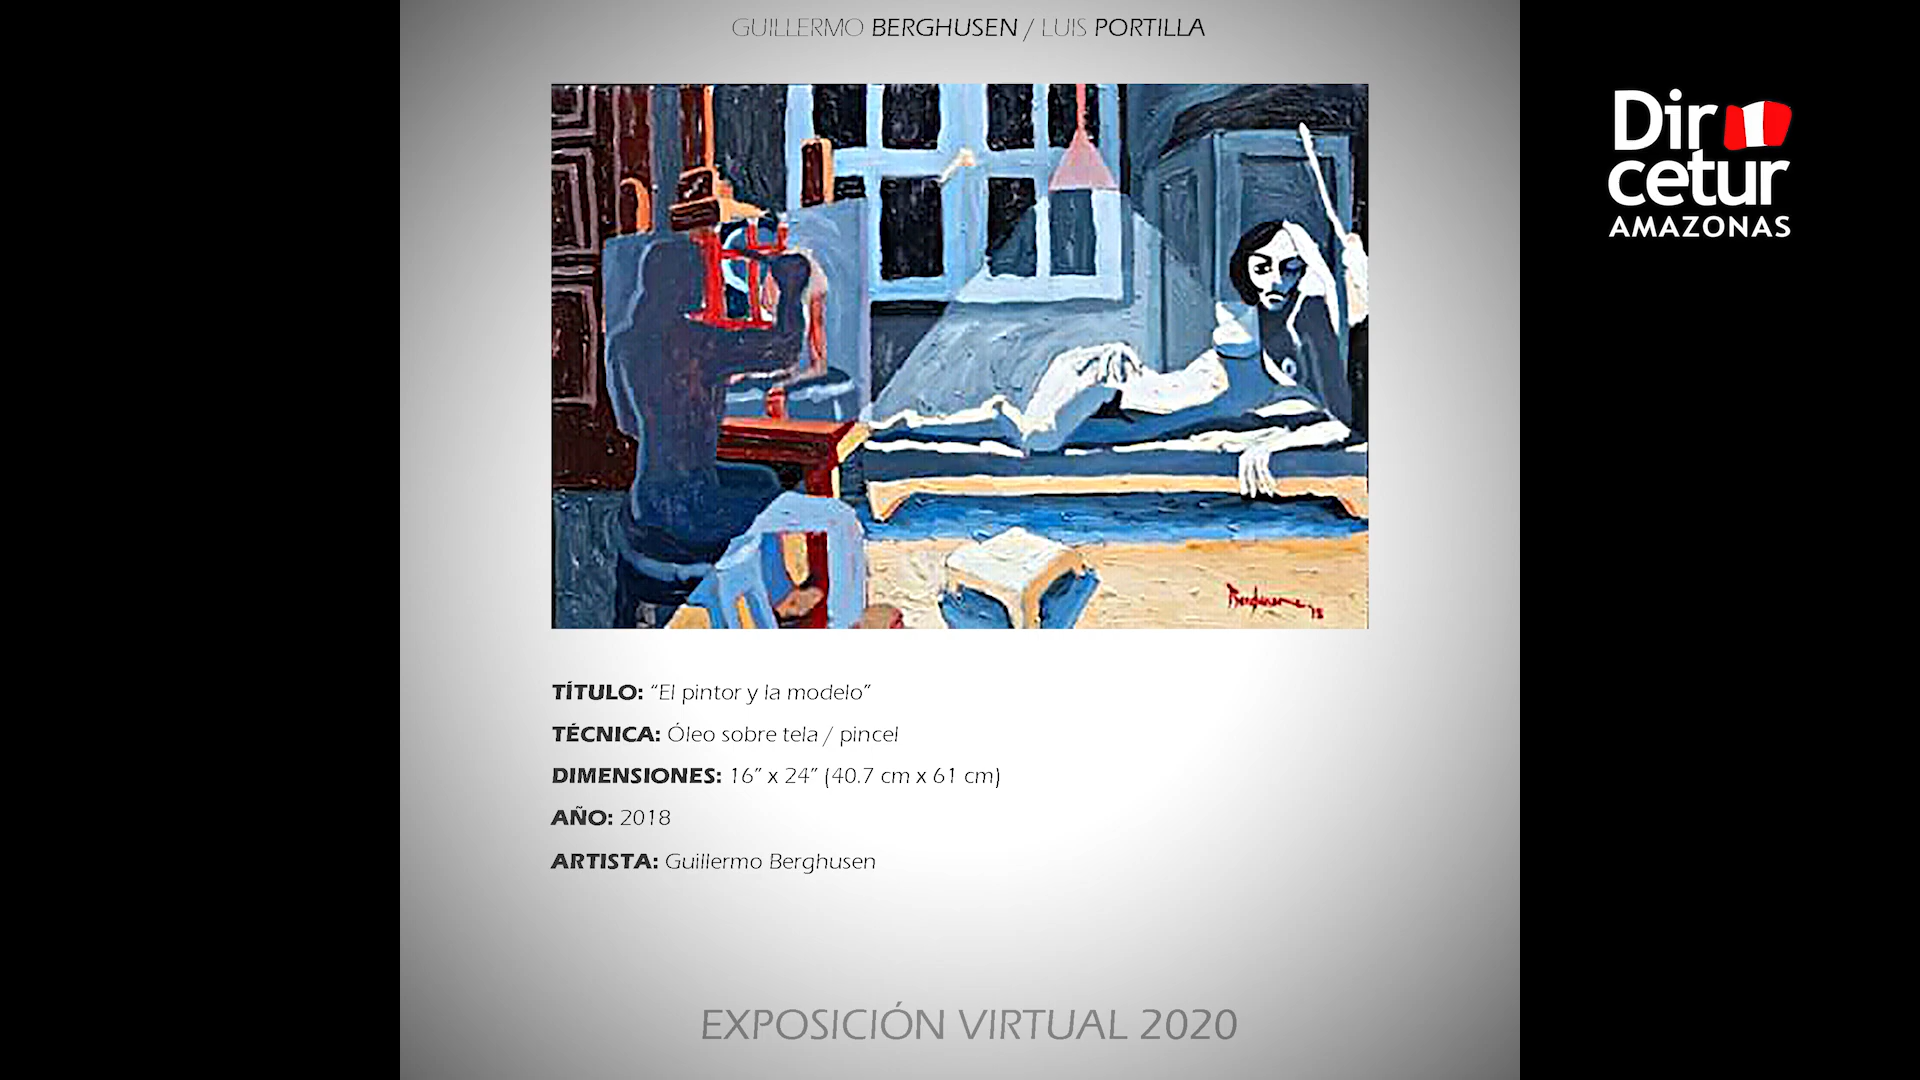 GUILLERMO BERGHUSEN / LUIS PORTILLA
Dir
cetur
AMAZONAS
TÍTULO: “El pintor y la modelo”
TÉCNICA: Óleo sobre tela / pincel
DIMENSIONES: 16” x 24” (40.7 cm x 61 cm)
AÑO: 2018
ARTISTA: Guillermo Berghusen
EXPOSICIÓN VIRTUAL 2020